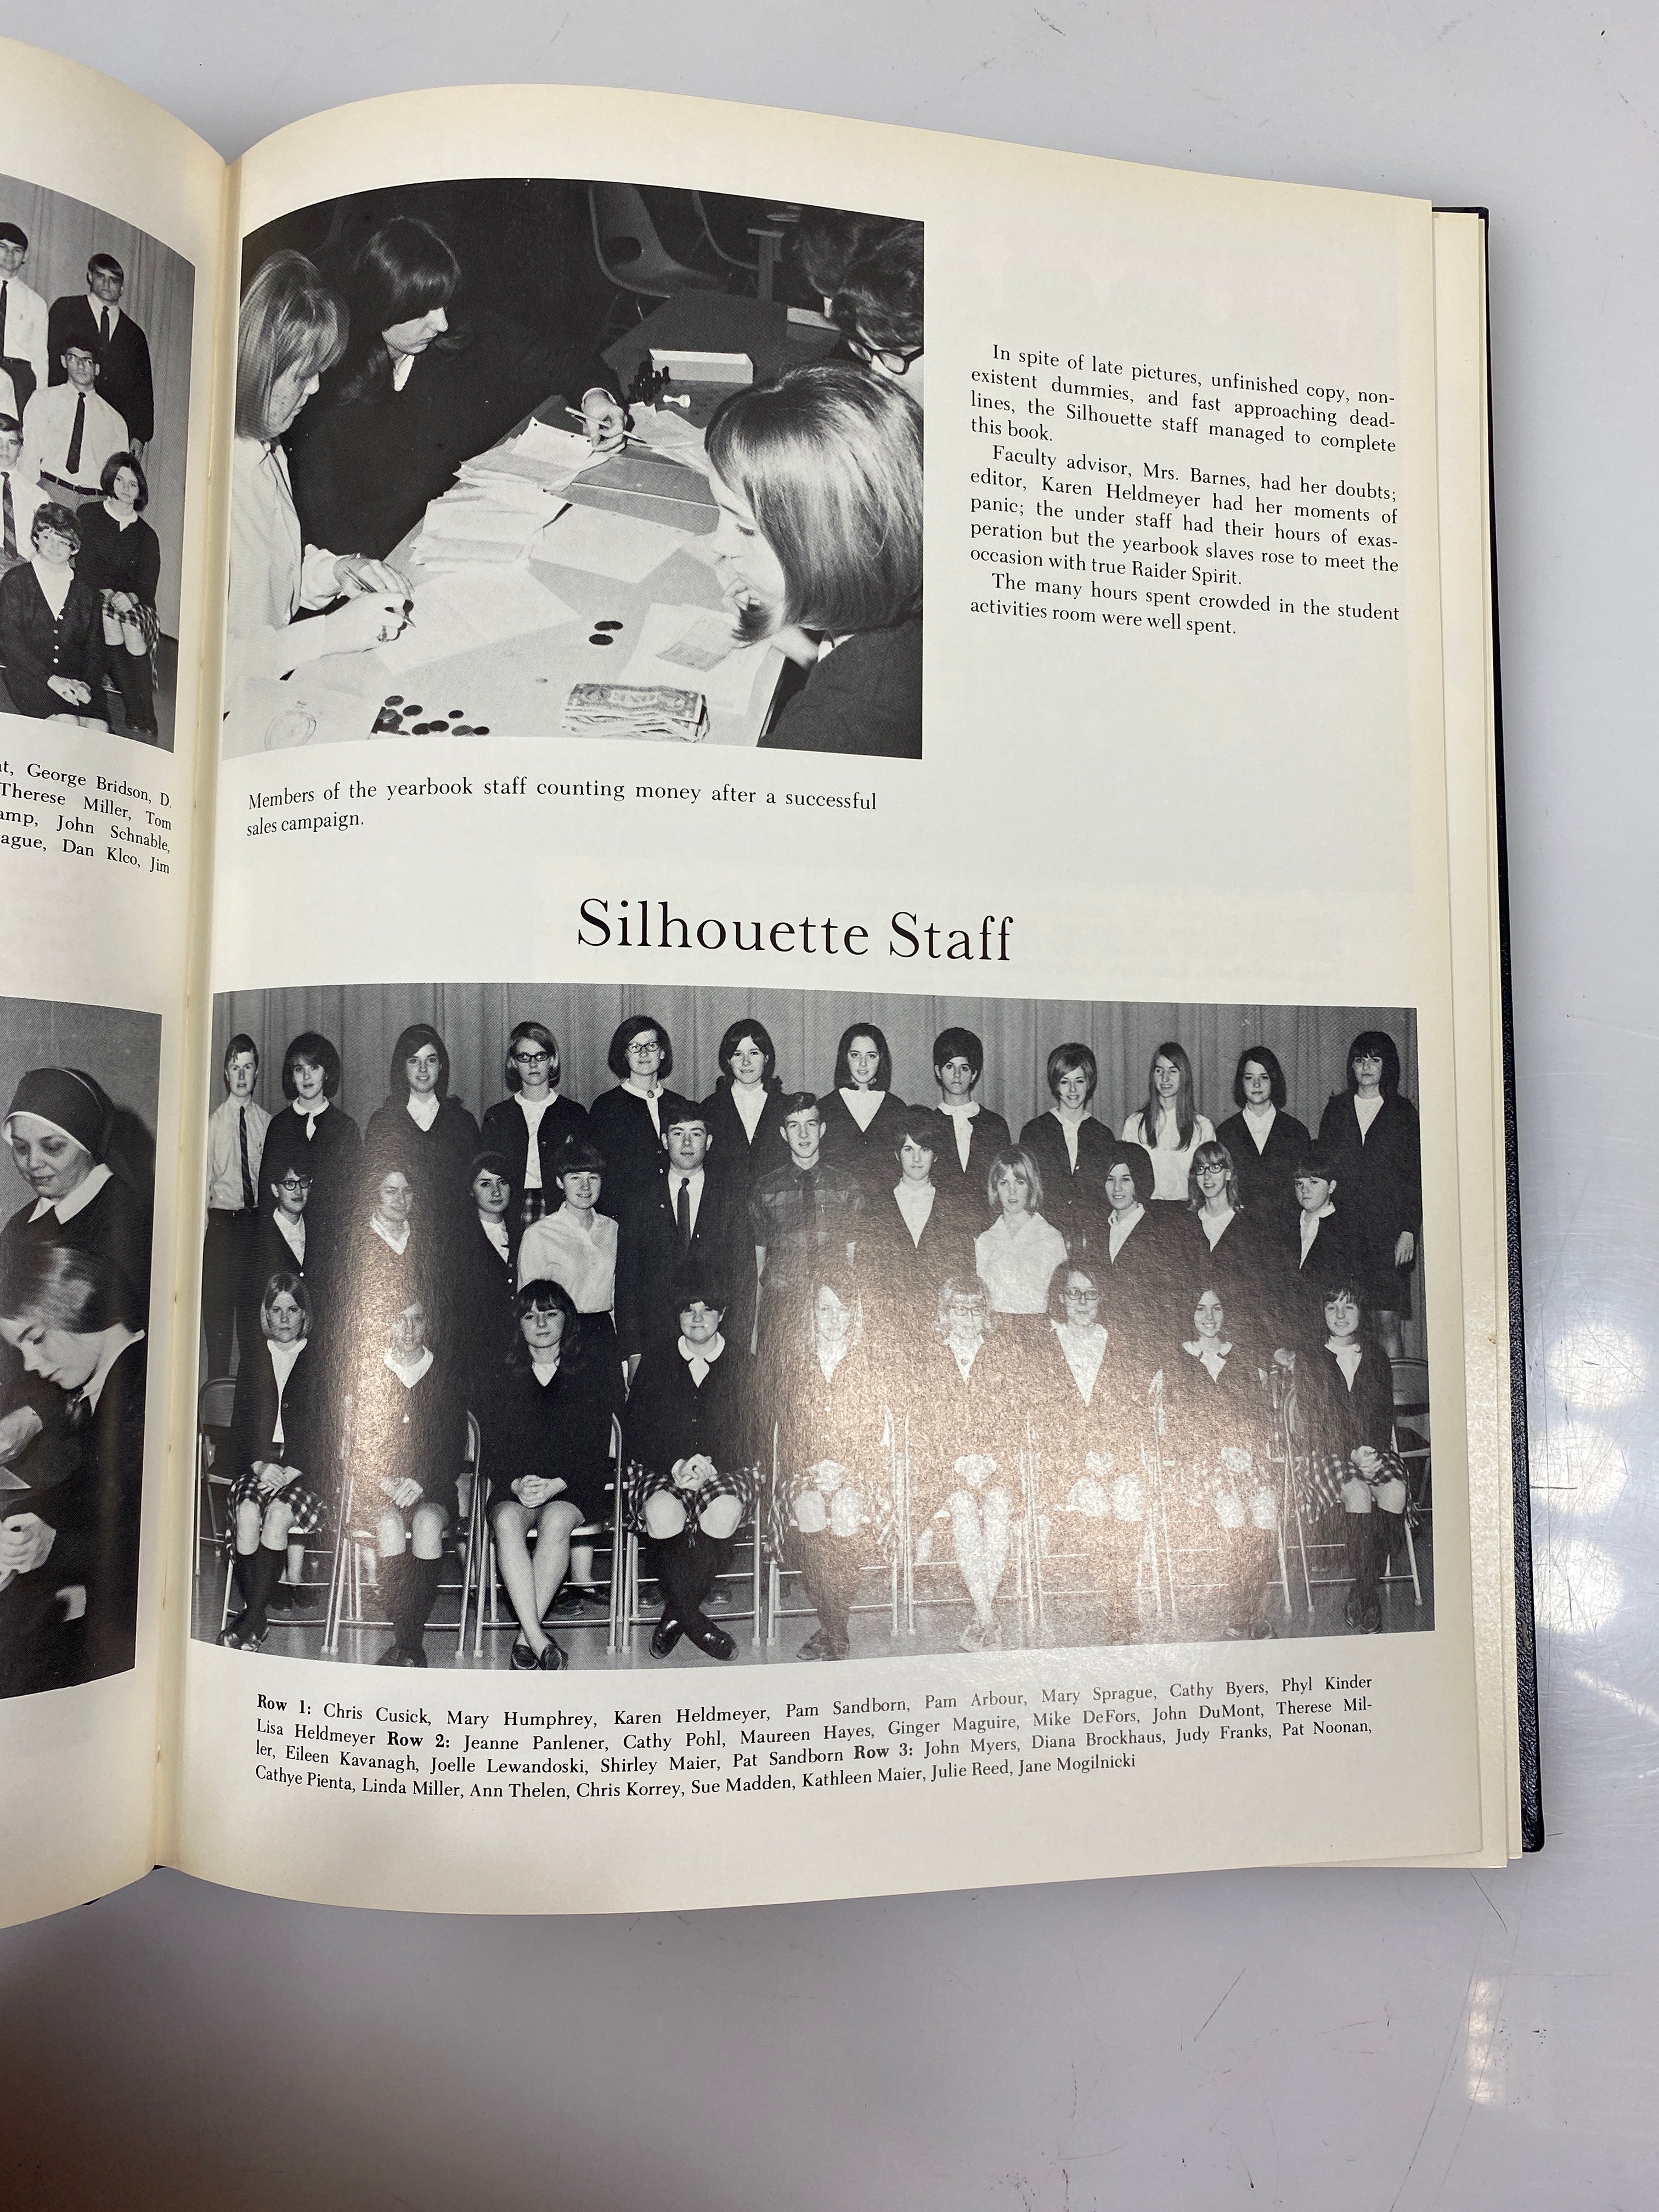 at, George Bridson, D.
Therese Miller, Tom
amp, John Schnable,
ague, Dan Klco, Jim
In spite of late pictures, unfinished copy, non-
existent dummies, and fast approaching dead-
lines, the Silhouette staff managed to complete
this book.
Faculty advisor, Mrs. Barnes, had her doubts;
editor, Karen Heldmeyer had her moments of
panic; the under staff had their hours of exas-
peration but the yearbook slaves rose to meet the
occasion with true Raider Spirit.
The many hours spent crowded in the student
activities room were well spent.
Members of the yearbook staff counting money after a successful
sales campaign.
Silhouette Staff
Row 1: Chris Cusick, Mary Humphrey, Karen Heldmeyer, Pam Sandborn, Pam Arbour, Mary Sprague, Cathy Byers, Phyl Kinder
Lisa Heldmeyer Row 2: Jeanne Panlener, Cathy Pohl, Maureen Hayes, Ginger Maguire, Mike DeFors, John DuMont, Therese Mil-
ler, Eileen Kavanagh, Joelle Lewandoski, Shirley Maier, Pat Sandborn Row 3: John Myers, Diana Brockhaus, Judy Franks, Pat Noonan,
Cathye Pienta, Linda Miller, Ann Thelen, Chris Korrey, Sue Madden, Kathleen Maier, Julie Reed, Jane Mogilnicki